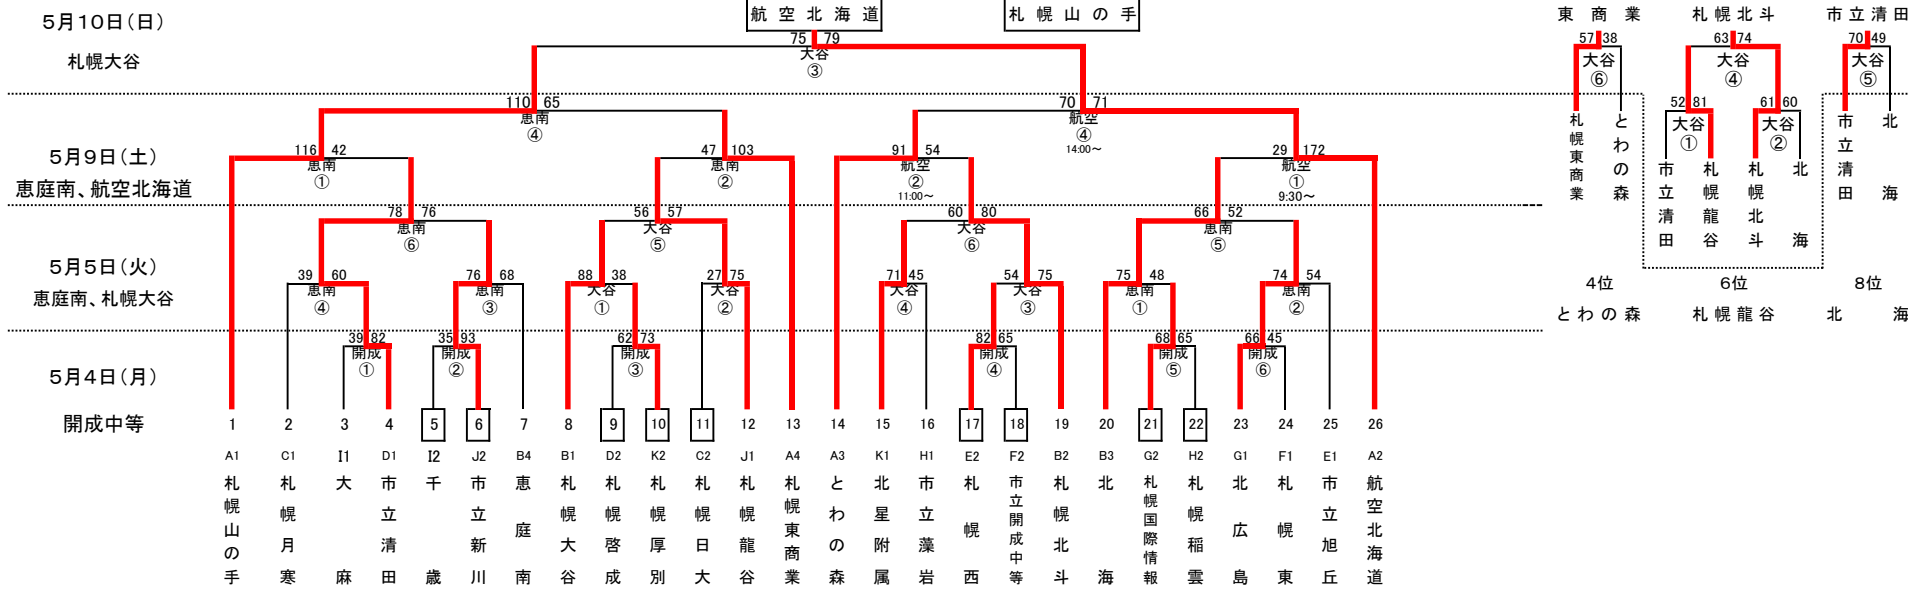 5月10日(日)
札幌大谷
航空北海道
札幌山の手
75 79
大谷
③
東商業
札幌北斗
市立清田
57 38
大谷
⑥
63 74
大谷
④
70 49
大谷
⑤
110 65
恵南
④
70 71
航空
④
14:00～
52 81
大谷
①
61 60
大谷
②
札幌東商業
とわの森
市立清田
札幌龍谷
札幌北斗
北海
市立清田
北海
5月9日(土)
恵庭南、航空北海道
116 42
恵南
①
47 103
恵南
②
91 54
航空
②
11:00～
29 172
航空
①
9:30～
78 76
恵南
⑥
56 57
大谷
⑤
60 80
大谷
⑥
66 52
恵南
⑤
5月5日(火)
恵庭南、札幌大谷
39 60
恵南
④
76 68
恵南
③
88 38
大谷
①
27 75
大谷
②
71 45
大谷
④
54 75
大谷
③
75 48
恵南
①
74 54
恵南
②
4位
6位
8位
とわの森
札幌龍谷
北海
5月4日(月)
開成中等
39 82
開成
①
35 93
開成
②
62 73
開成
③
82 65
開成
④
68 65
開成
⑤
66 45
開成
⑥
1 2 3 4 5 6 7 8 9 10 11 12 13 14 15 16 17 18 19 20 21 22 23 24 25 26
A1 C1 I1 D1 I2 J2 B4 B1 D2 K2 C2 J1 A4 A3 K1 H1 E2 F2 B2 B3 G2 H2 G1 F1 E1 A2
札幌山の手
札幌月寒
大麻
市立清田
千歳
市立新川
恵庭南
札幌大谷
札幌啓成
札幌厚別
札幌日大
札幌龍谷
札幌東商業
とわの森
北星附属
市立藻岩
札幌西
市立開成中等
札幌北斗
北海
札幌国際情報
札幌稲雲
北広島
札幌東
市立旭丘
航空北海道